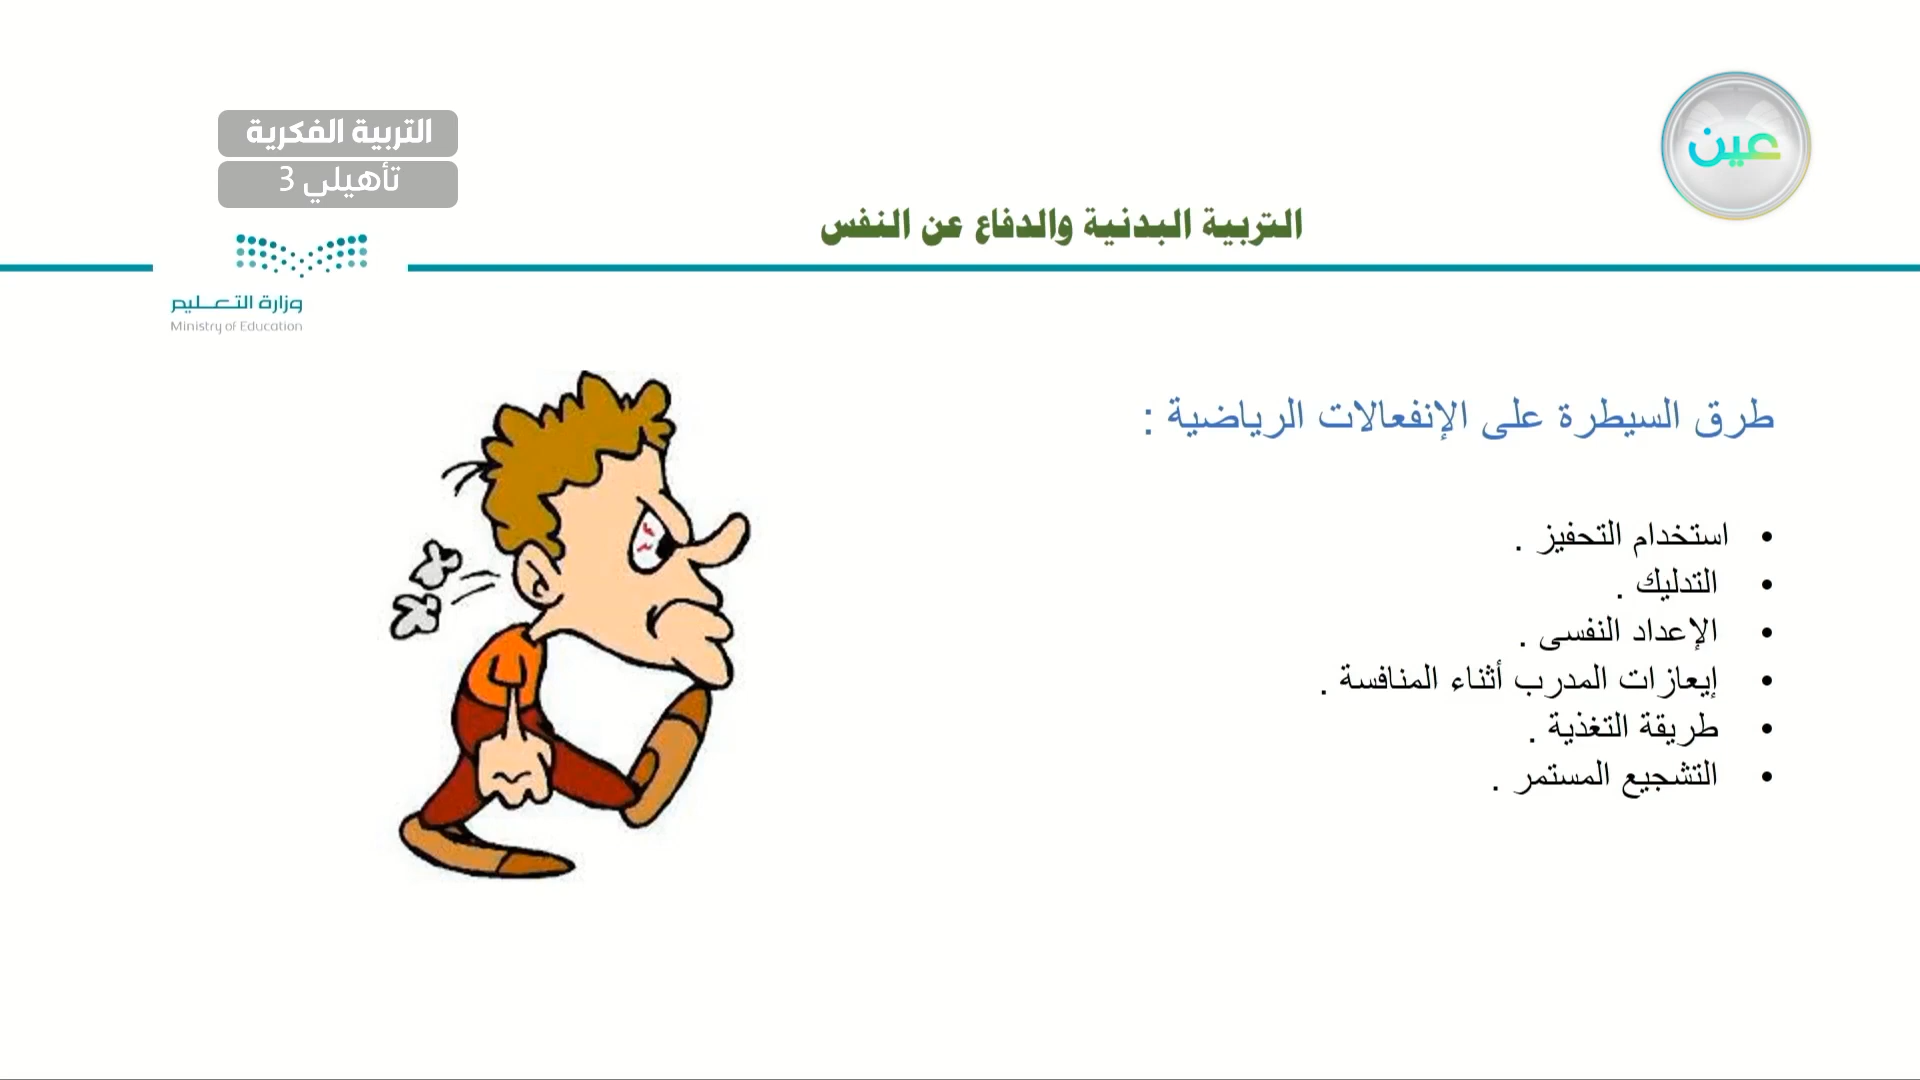 التربية الفكرية
تأهيلي 3
عين
التربية البدنية والدفاع عن النفس
وزارة التعليم
Ministry of Education
طرق السيطرة على الإنفعالات الرياضية :
• استخدام التحفيز .
• التدليك .
• الإعداد النفسى .
• إيعازات المدرب أثناء المنافسة .
• طريقة التغذية .
• التشجيع المستمر .